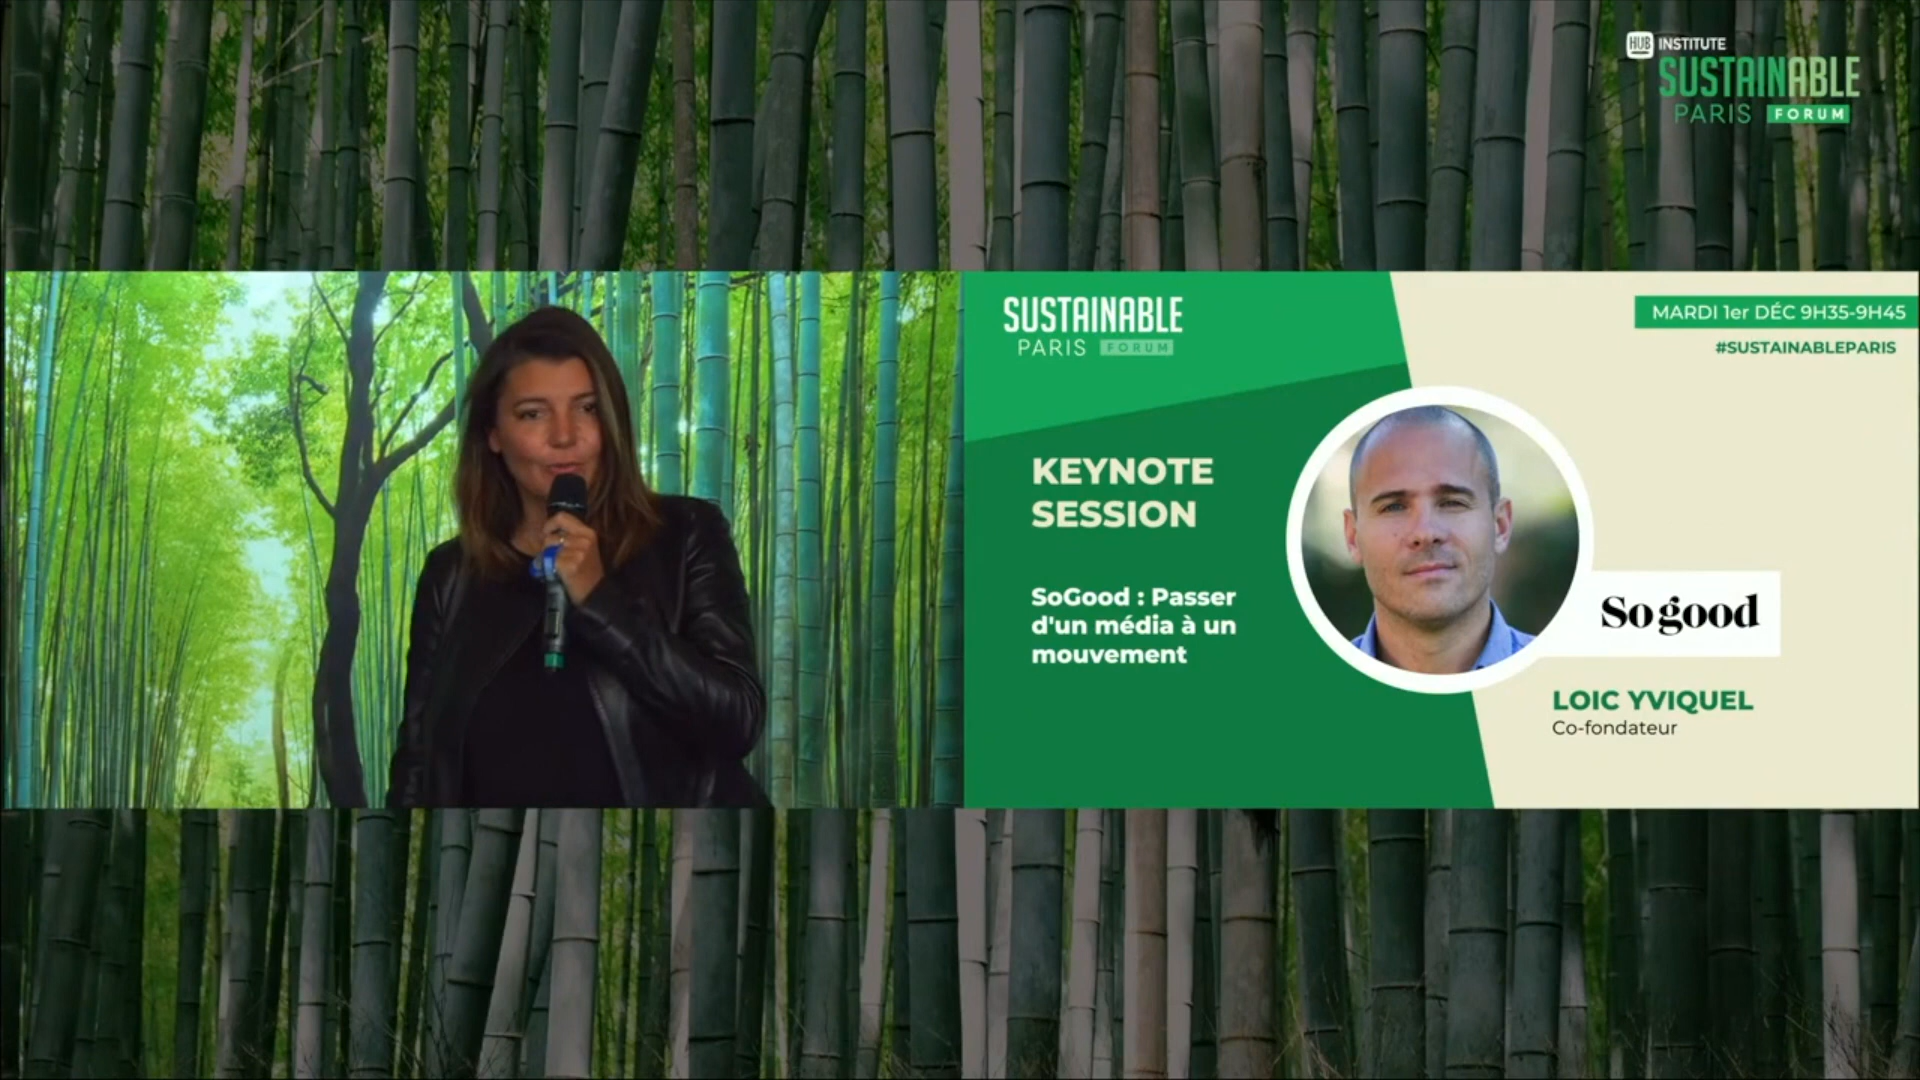 HUB INSTITUTE
SUSTAINABLE
PARIS FORUM
SUSTAINABLE
PARIS FORUM
MARDI 1er DÉC 9H35-9H45
#SUSTAINABLEPARIS
KEYNOTE
SESSION
SoGood : Passer
d'un média à un
mouvement
So good
LOIC YVIQUEL
Co-fondateur